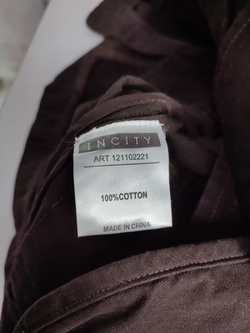 INCITY
ART 121102221
100%COTTON
MADE IN CHINA